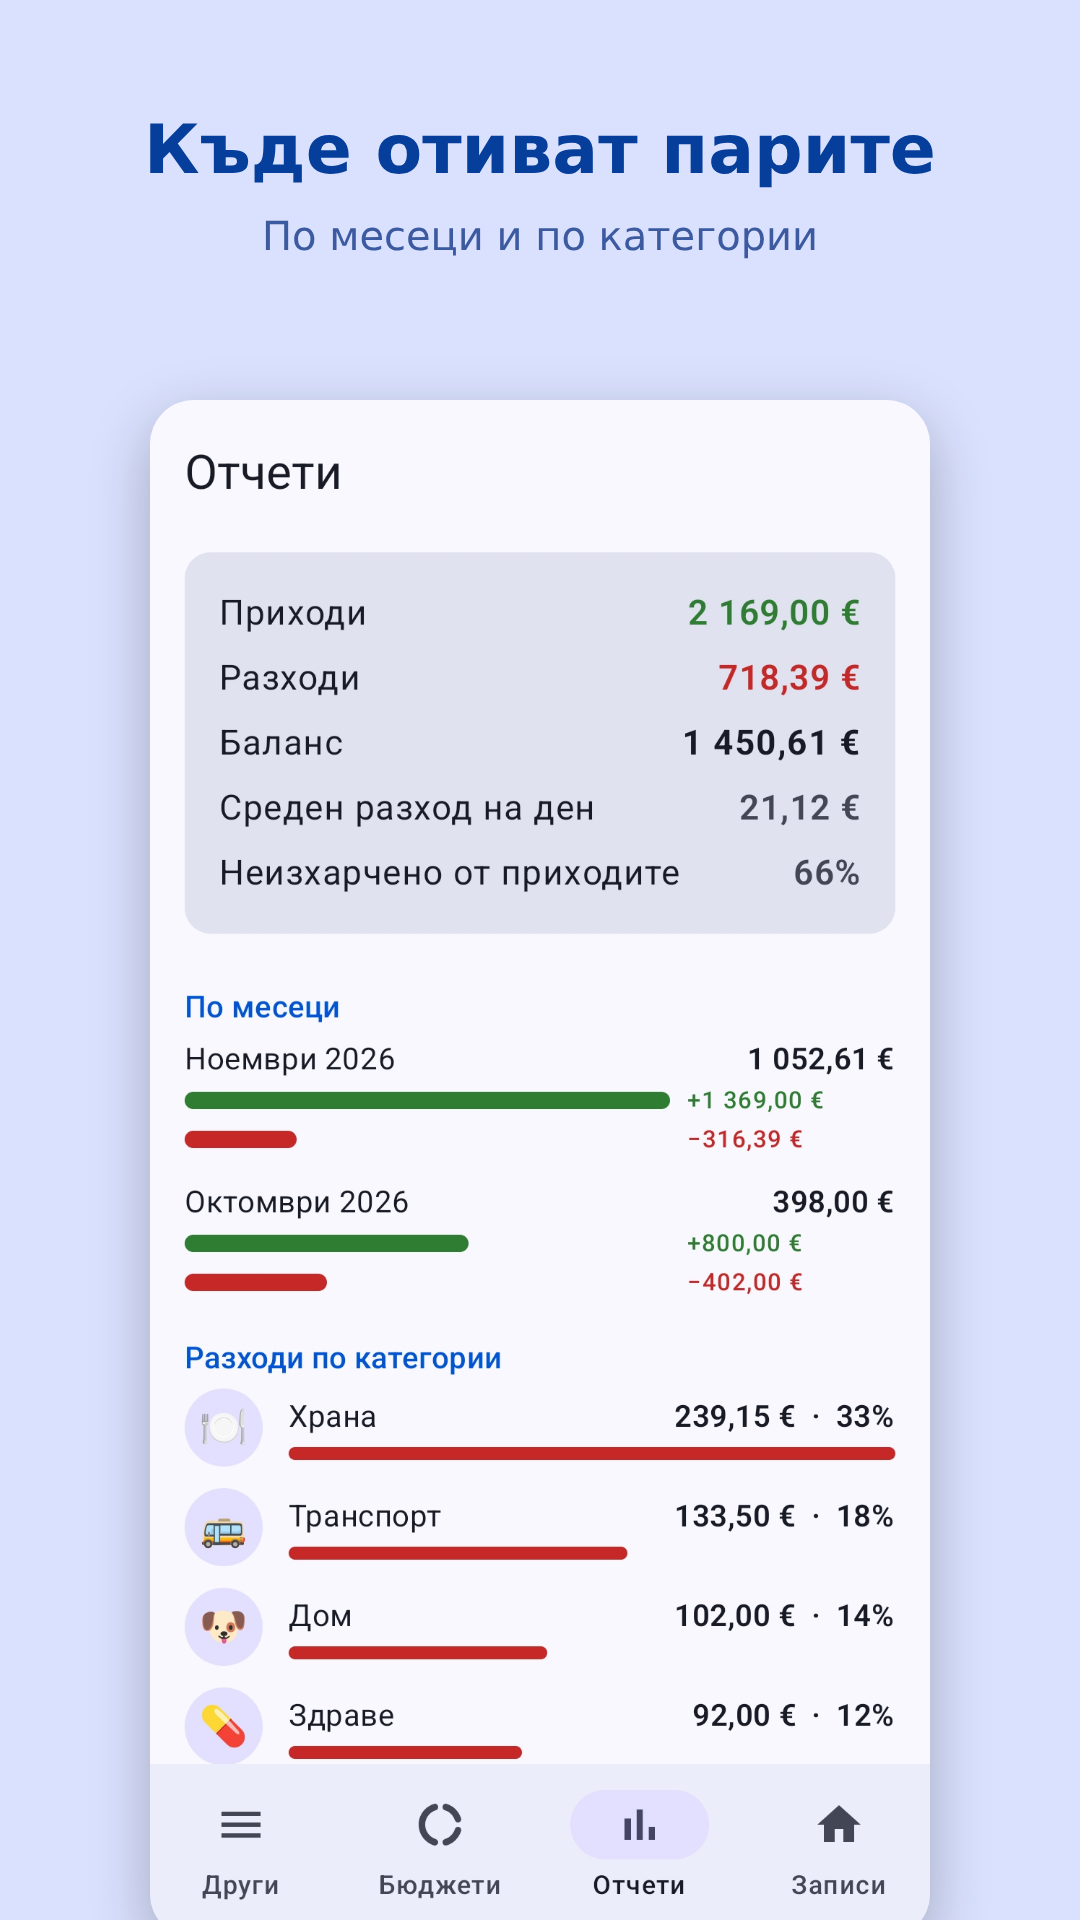 Къде отиват парите
По месеци и по категории
Отчети
Приходи 2 169,00 €
Разходи 718,39 €
Баланс 1 450,61 €
Среден разход на ден 21,12 €
Неизхарчено от приходите 66%
По месеци
Ноември 2026 1 052,61 €
+1 369,00 €
−316,39 €
Октомври 2026 398,00 €
+800,00 €
−402,00 €
Разходи по категории
Храна 239,15 € · 33%
Транспорт 133,50 € · 18%
Дом 102,00 € · 14%
Здраве 92,00 € · 12%
Други Бюджети Отчети Записи